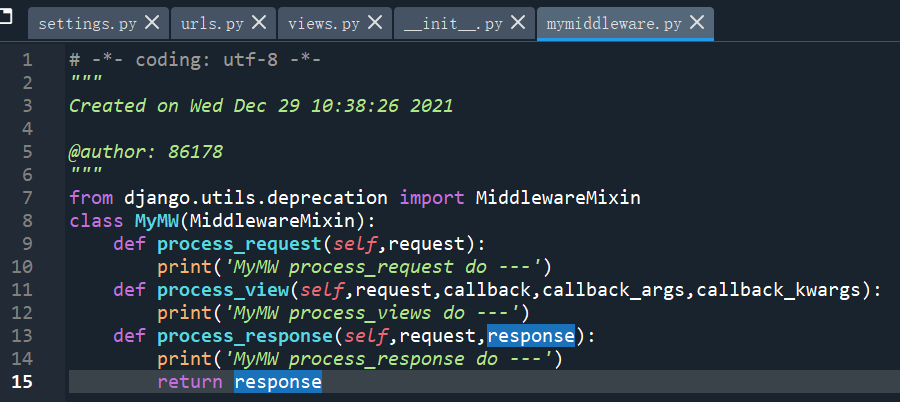 settings.py urls.py views.py __init__.py mymiddleware.py
1 # -*- coding: utf-8 -*-
2 """
3 Created on Wed Dec 29 10:38:26 2021
4
5 @author: 86178
6 """
7 from django.utils.deprecation import MiddlewareMixin
8 class MyMW(MiddlewareMixin):
9     def process_request(self,request):
10         print('MyMW process_request do ---')
11     def process_view(self,request,callback,callback_args,callback_kwargs):
12         print('MyMW process_views do ---')
13     def process_response(self,request,response):
14         print('MyMW process_response do ---')
15         return response